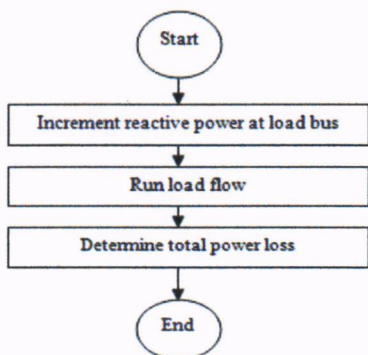 Start
Increment reactive power at load bus
Run load flow
Determine total power loss
End